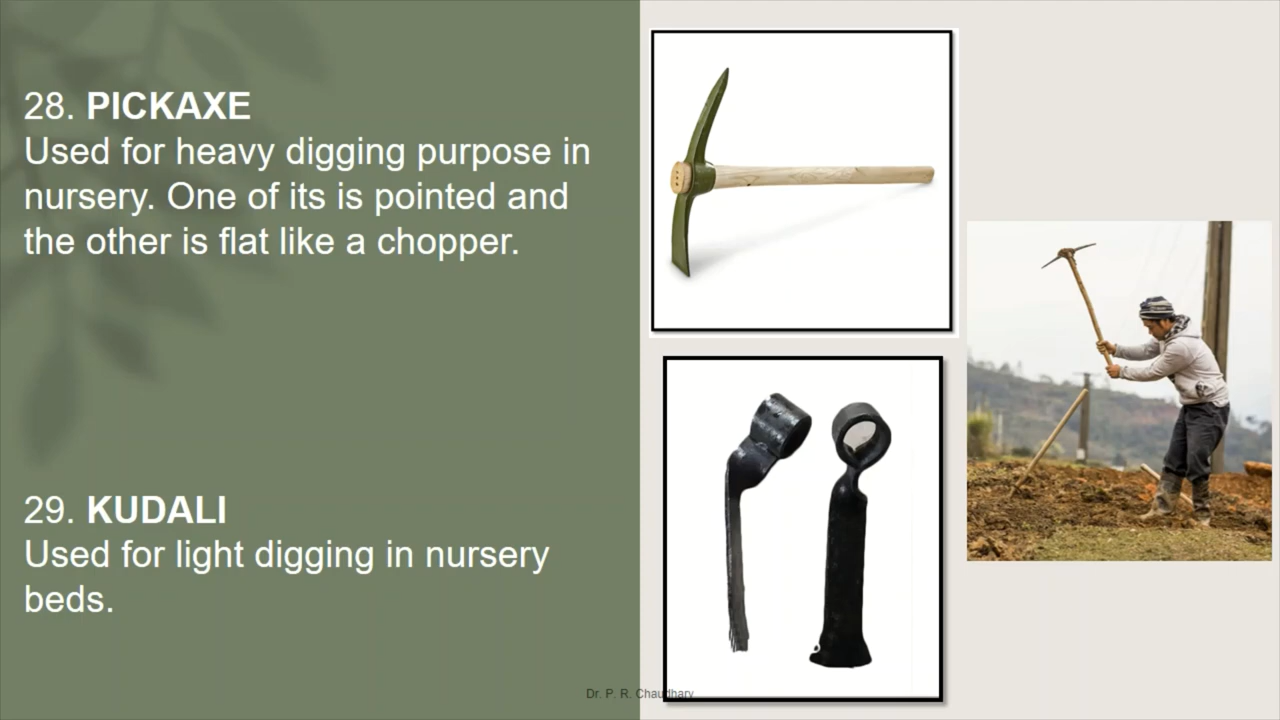 28. PICKAXE
Used for heavy digging purpose in
nursery. One of its is pointed and
the other is flat like a chopper.
29. KUDALI
Used for light digging in nursery
beds.
Dr. P. R. Chaudhary